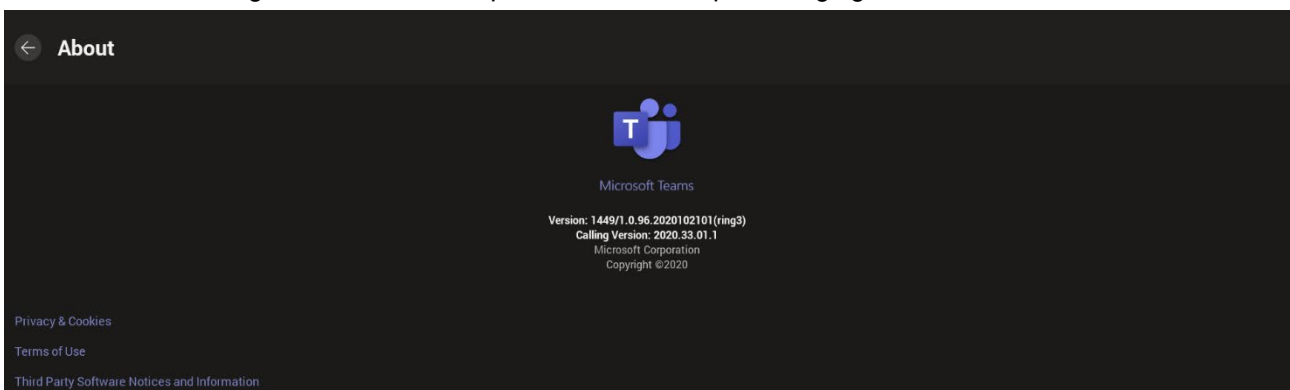 About
T
Microsoft Teams
Version: 1449/1.0.96.2020102101(ring3)
Calling Version: 2020.33.01.1
Microsoft Corporation
Copyright ©2020
Privacy & Cookies
Terms of Use
Third Party Software Notices and Information